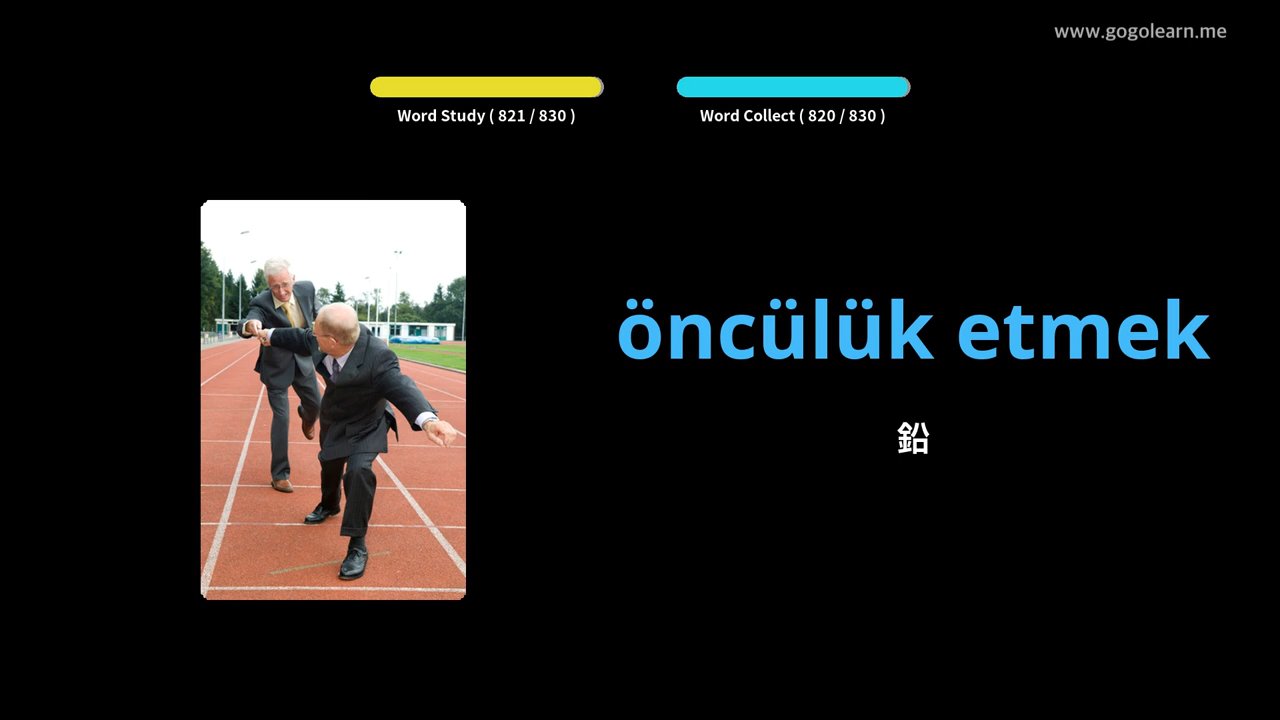 www.gogolearn.me
Word Study ( 821 / 830 )
Word Collect ( 820 / 830 )
öncülük etmek
鉛